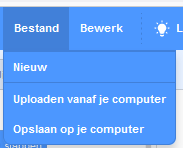 Bestand Bewerk L
Nieuw
Uploaden vanaf je computer
Opslaan op je computer